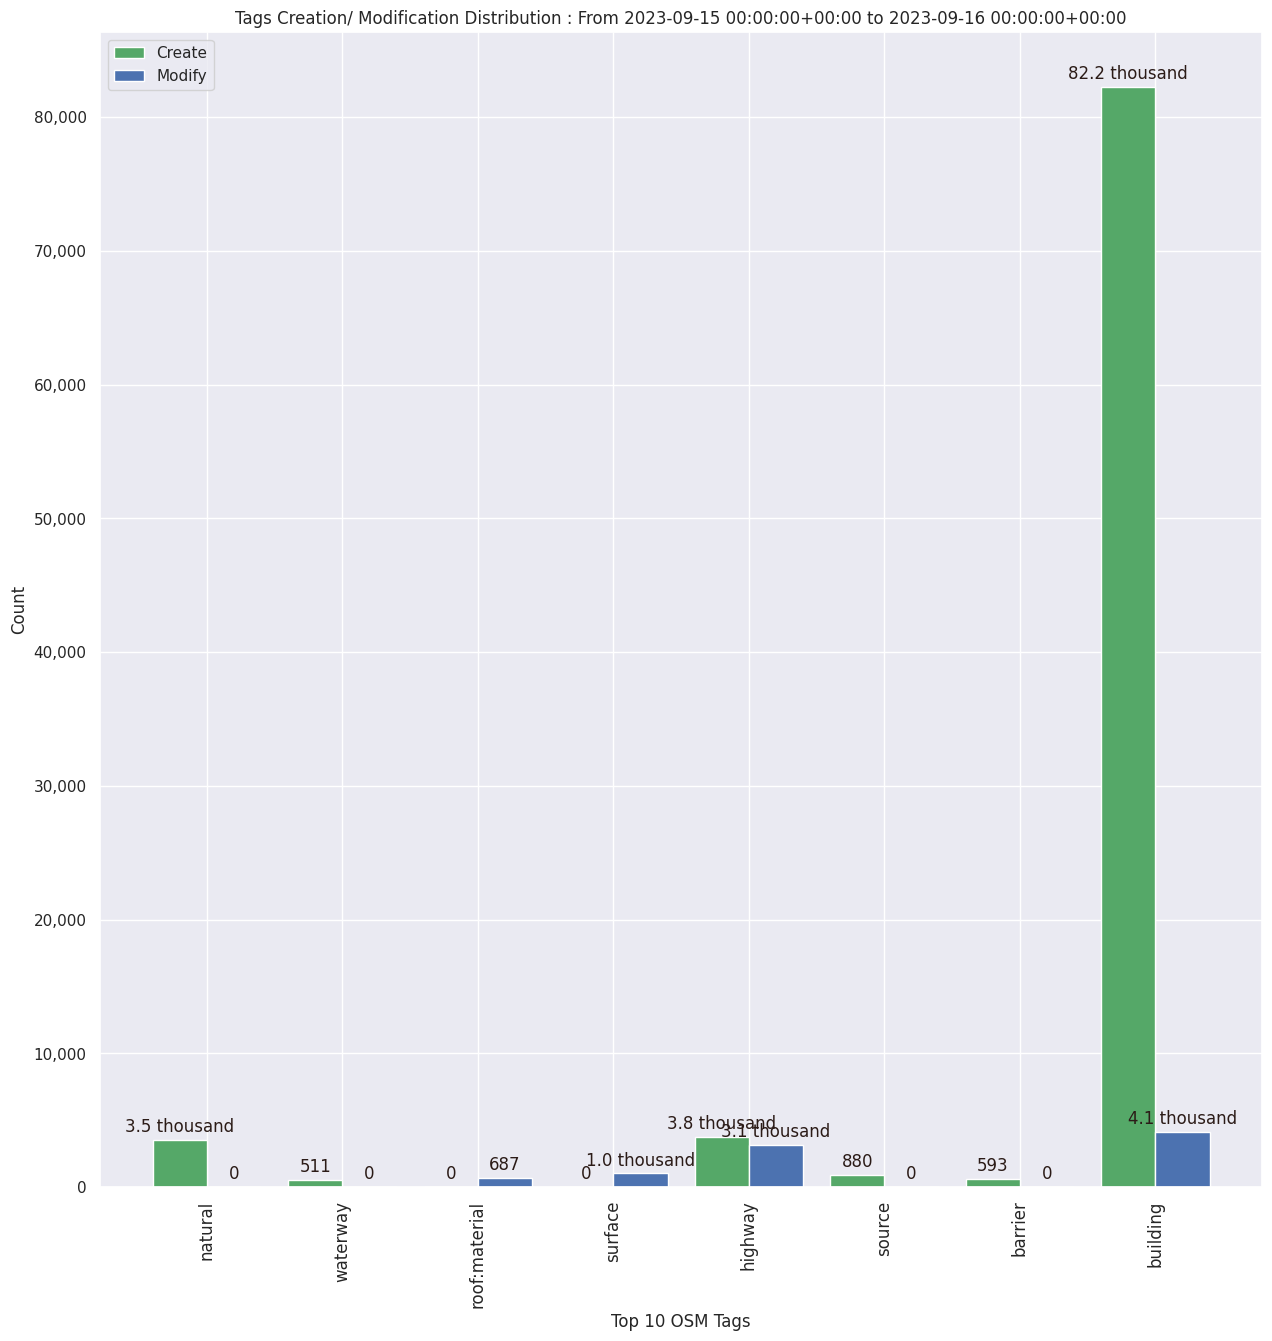 Tags Creation/ Modification Distribution : From 2023-09-15 00:00:00+00:00 to 2023-09-16 00:00:00+00:00
Create
Modify
82.2 thousand
80,000
70,000
60,000
50,000
40,000
30,000
20,000
10,000
0
Count
3.5 thousand
0
511
0
0
687
0
1.0 thousand
3.8 thousand
3.1 thousand
880
0
593
0
4.1 thousand
natural
waterway
roof:material
surface
highway
source
barrier
building
Top 10 OSM Tags